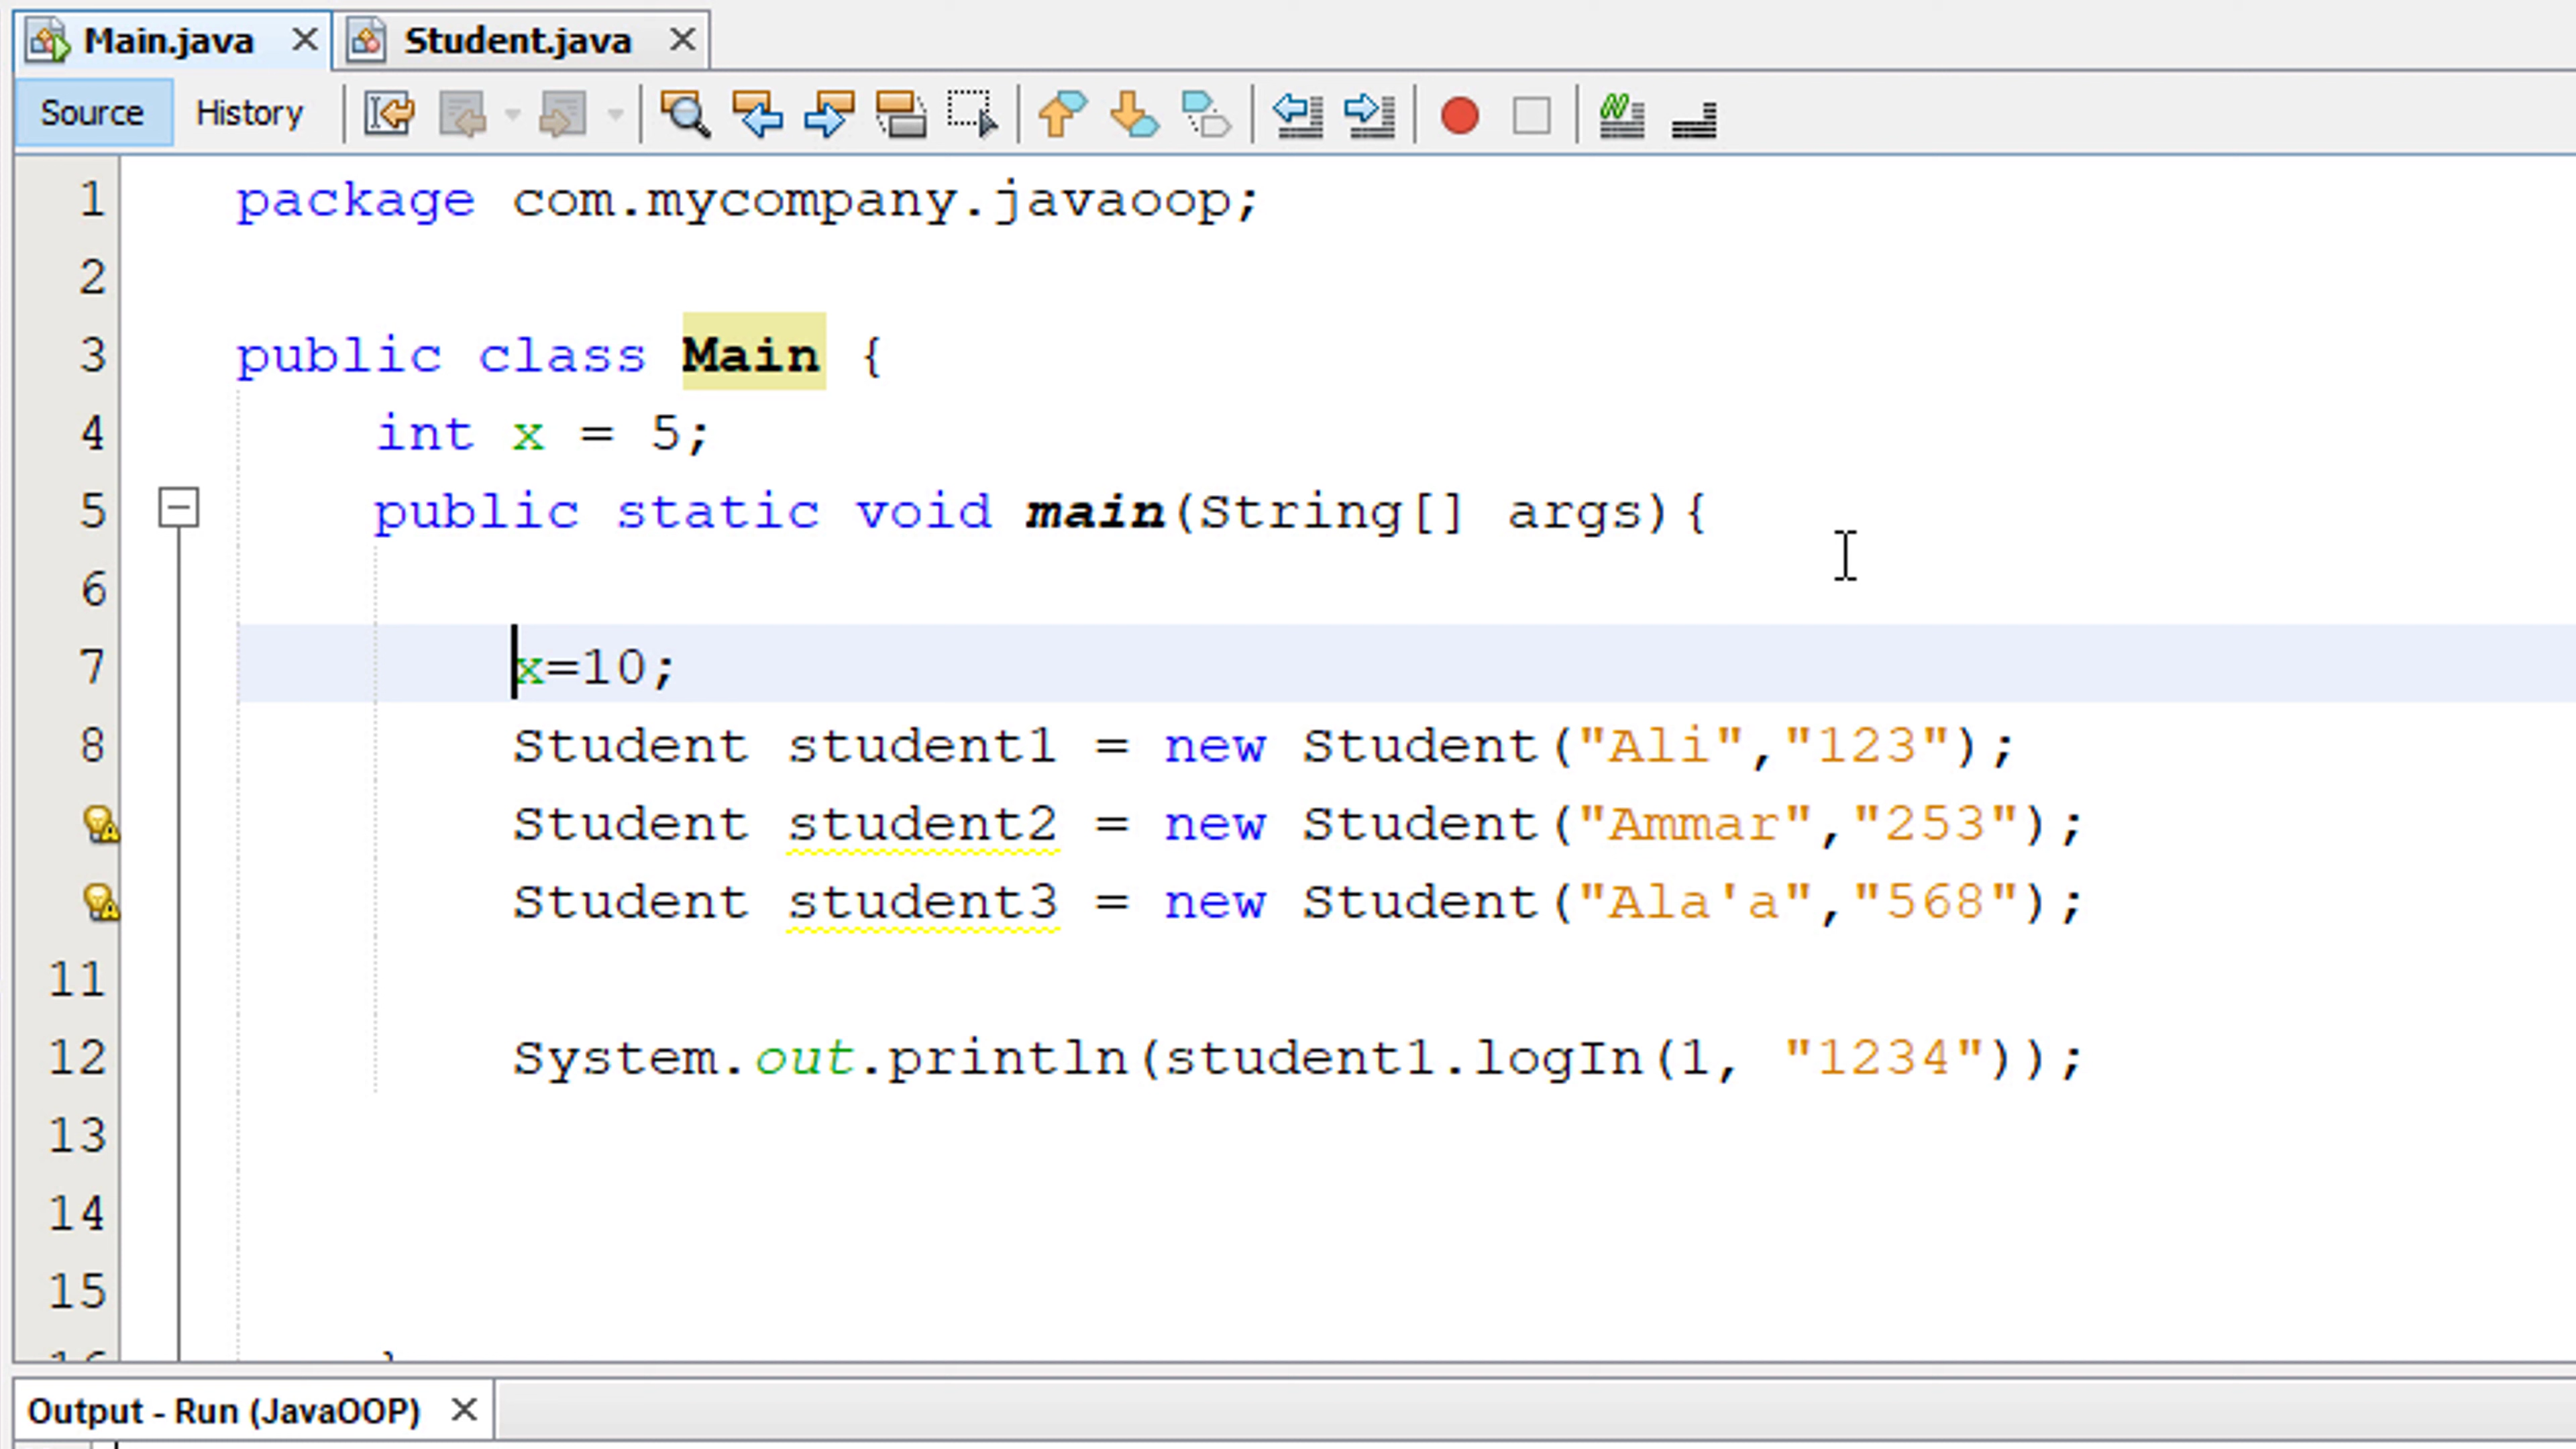 Main.java Student.java
Source History
1 package com.mycompany.javaoop;
2
3 public class Main {
4 int x = 5;
5 public static void main(String[] args){
6
7 x=10;
8 Student student1 = new Student("Ali","123");
Student student2 = new Student("Ammar","253");
Student student3 = new Student("Ala'a","568");
11
12 System.out.println(student1.logIn(1, "1234"));
13
14
15
Output - Run (JavaOOP)